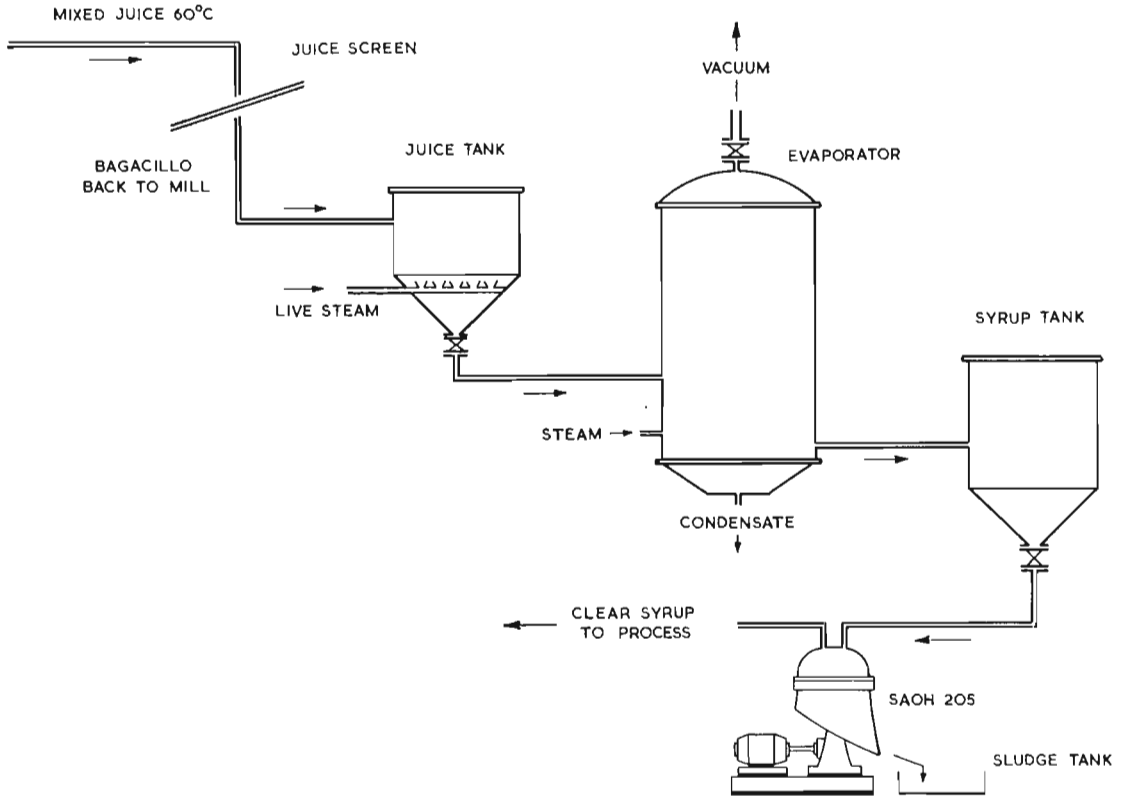 MIXED JUICE 60°C
JUICE SCREEN
BAGACILLO
BACK TO MILL
JUICE TANK
LIVE STEAM
VACUUM
EVAPORATOR
STEAM
CONDENSATE
SYRUP TANK
CLEAR SYRUP
TO PROCESS
SAOH 205
SLUDGE TANK